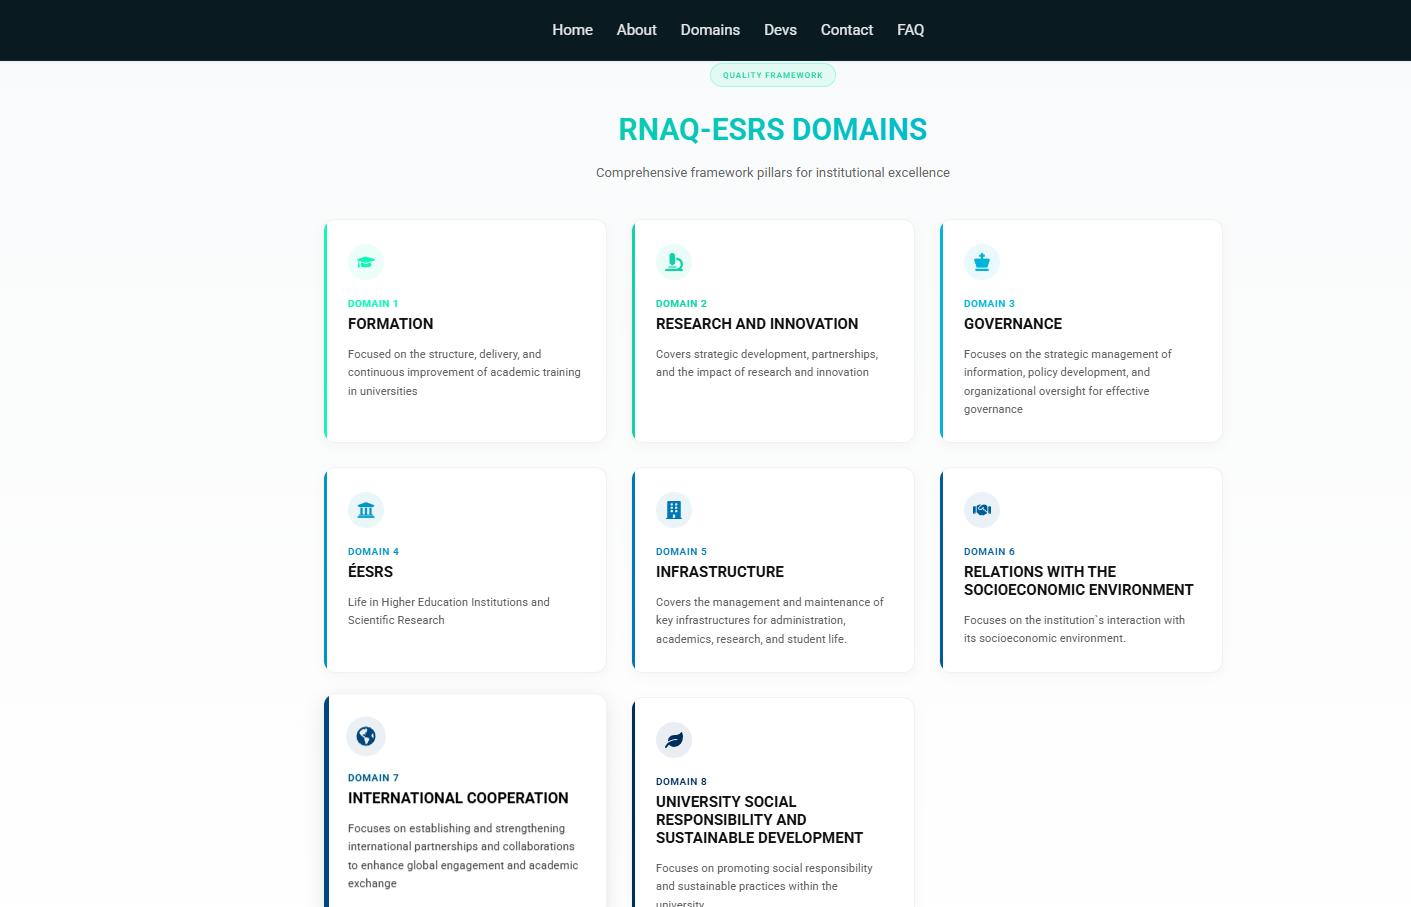 Home About Domains Devs Contact FAQ
QUALITY FRAMEWORK
RNAQ-ESRS DOMAINS
Comprehensive framework pillars for institutional excellence
DOMAIN 1
FORMATION
Focused on the structure, delivery, and
continuous improvement of academic training
in universities
DOMAIN 2
RESEARCH AND INNOVATION
Covers strategic development, partnerships,
and the impact of research and innovation
DOMAIN 3
GOVERNANCE
Focuses on the strategic management of
information, policy development, and
organizational oversight for effective
governance
DOMAIN 4
ÉESRS
Life in Higher Education Institutions and
Scientific Research
DOMAIN 5
INFRASTRUCTURE
Covers the management and maintenance of
key infrastructures for administration,
academics, research, and student life.
DOMAIN 6
RELATIONS WITH THE
SOCIOECONOMIC ENVIRONMENT
Focuses on the institution`s interaction with
its socioeconomic environment.
DOMAIN 7
INTERNATIONAL COOPERATION
Focuses on establishing and strengthening
international partnerships and collaborations
to enhance global engagement and academic
exchange
DOMAIN 8
UNIVERSITY SOCIAL
RESPONSIBILITY AND
SUSTAINABLE DEVELOPMENT
Focuses on promoting social responsibility
and sustainable practices within the
university